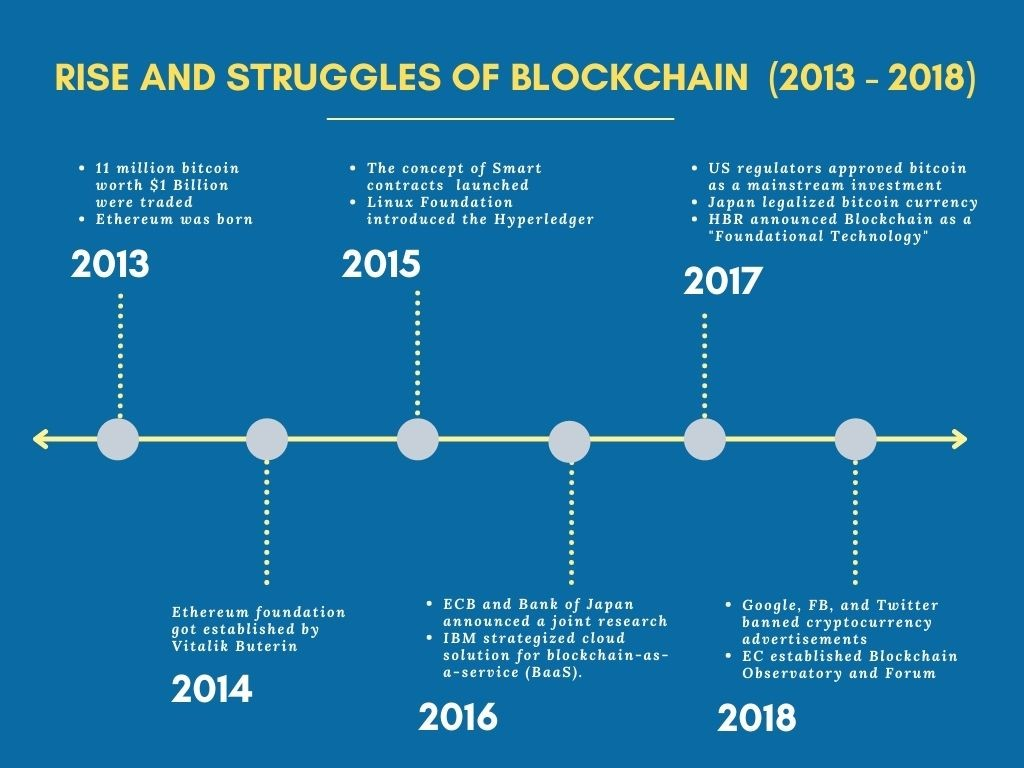 RISE AND STRUGGLES OF BLOCKCHAIN (2013 - 2018)
• 11 million bitcoin
worth $1 Billion
were traded
• Ethereum was born
2013
• The concept of Smart
contracts launched
• Linux Foundation
introduced the Hyperledger
2015
• US regulators approved bitcoin
as a mainstream investment
• Japan legalized bitcoin currency
• HBR announced Blockchain as a
"Foundational Technology"
2017
Ethereum foundation
got established by
Vitalik Buterin
2014
• ECB and Bank of Japan
announced a joint research
• IBM strategized cloud
solution for blockchain-as-
a-service (BaaS).
2016
• Google, FB, and Twitter
banned cryptocurrency
advertisements
• EC established Blockchain
Observatory and Forum
2018